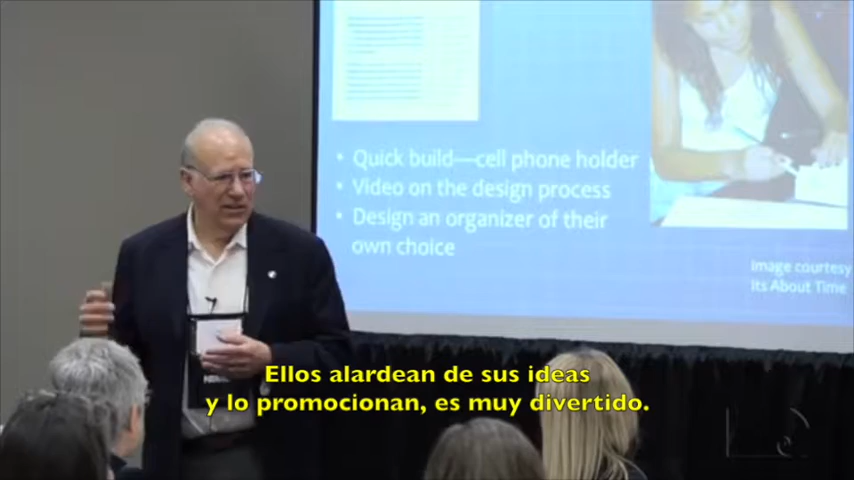 • Quick build—cell phone holder
• Video on the design process
• Design an organizer of their
own choice
Image courtesy
Its About Time
Ellos alardean de sus ideas
y lo promocionan, es muy divertido.